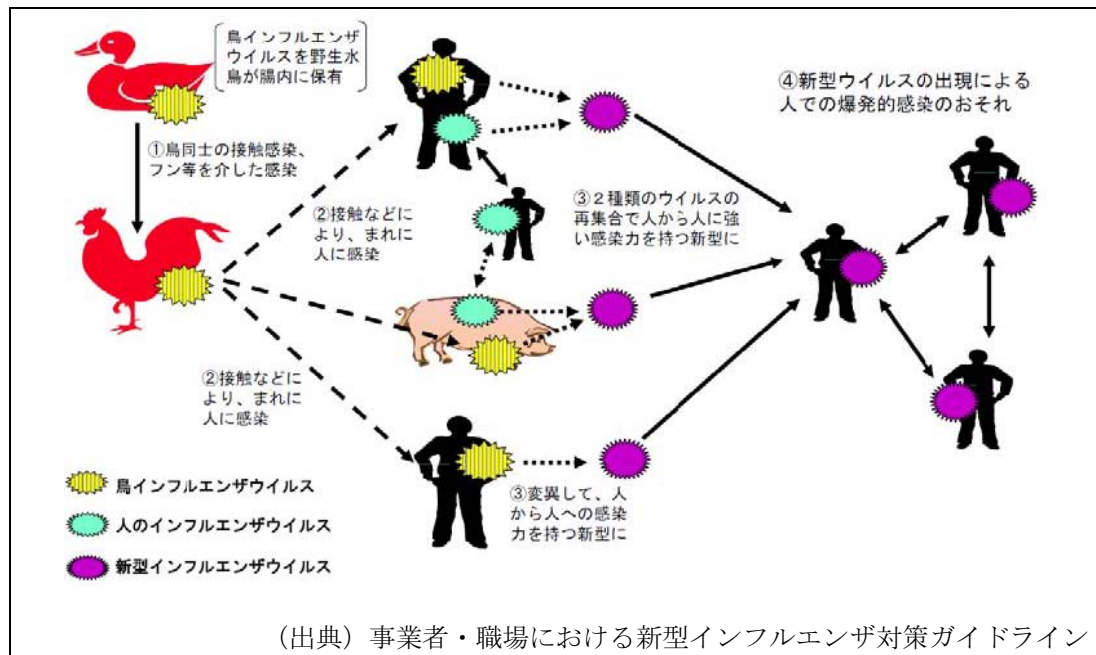 鳥インフルエンザ
ウイルスを野生水
鳥が腸内に保有
①鳥同士の接触感染、
フン等を介した感染
②接触などに
より、まれに
人に感染
③２種類のウイルスの
再集合で人から人に強
い感染力を持つ新型に
④新型ウイルスの出現による
人での爆発的感染のおそれ
②接触などに
より、まれに
人に感染
③変異して、人
から人への感染
力を持つ新型に
鳥インフルエンザウイルス
人のインフルエンザウイルス
新型インフルエンザウイルス
（出典）事業者・職場における新型インフルエンザ対策ガイドライン